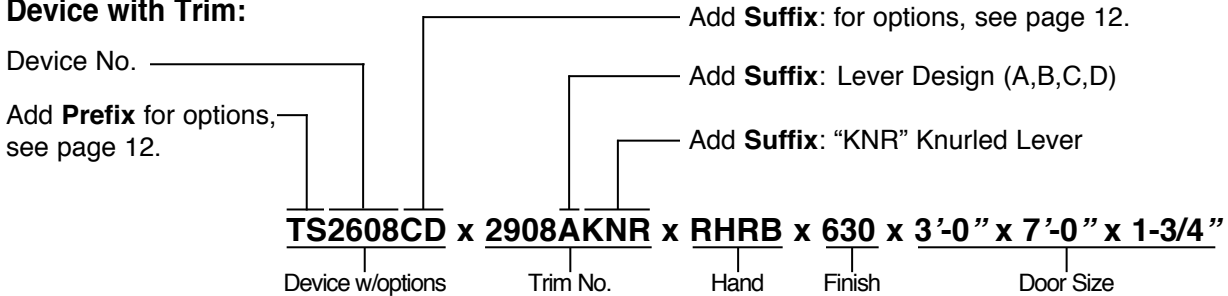 Device with Trim:
Add Suffix: for options, see page 12.
Device No.
Add Suffix: Lever Design (A,B,C,D)
Add Prefix for options,
see page 12.
Add Suffix: “KNR” Knurled Lever
TS2608CD x 2908AKNR x RHRB x 630 x 3′-0″ x 7′-0″ x 1-3/4″
Device w/options Trim No. Hand Finish Door Size